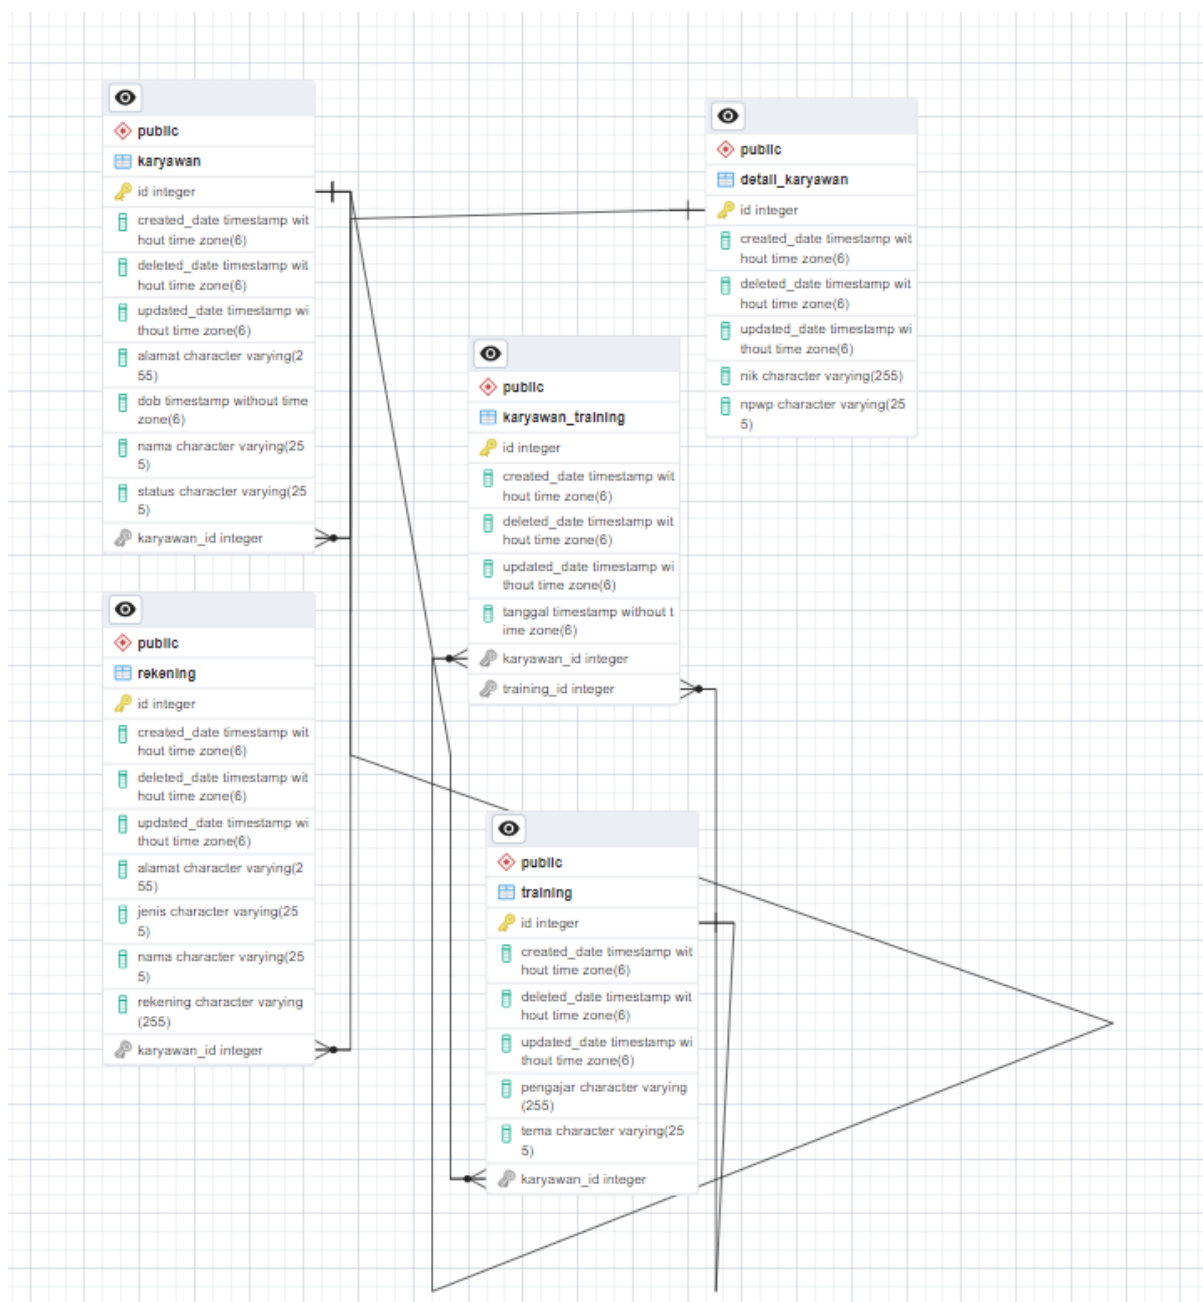 public
karyawan
id integer
created_date timestamp wit
hout time zone(6)
deleted_date timestamp wit
hout time zone(6)
updated_date timestamp wi
thout time zone(6)
alamat character varying(2
55)
dob timestamp without time
zone(6)
nama character varying(25
5)
status character varying(25
5)
karyawan_id integer
public
detail_karyawan
id integer
created_date timestamp wit
hout time zone(6)
deleted_date timestamp wit
hout time zone(6)
updated_date timestamp wi
thout time zone(6)
nik character varying(255)
npwp character varying(25
5)
public
karyawan_training
id integer
created_date timestamp wit
hout time zone(6)
deleted_date timestamp wit
hout time zone(6)
updated_date timestamp wi
thout time zone(6)
tanggal timestamp without t
ime zone(6)
karyawan_id integer
training_id integer
public
rekening
id integer
created_date timestamp wit
hout time zone(6)
deleted_date timestamp wit
hout time zone(6)
updated_date timestamp wi
thout time zone(6)
alamat character varying(2
55)
jenis character varying(25
5)
nama character varying(25
5)
rekening character varying
(255)
karyawan_id integer
public
training
id integer
created_date timestamp wit
hout time zone(6)
deleted_date timestamp wit
hout time zone(6)
updated_date timestamp wi
thout time zone(6)
pengajar character varying
(255)
tema character varying(25
5)
karyawan_id integer